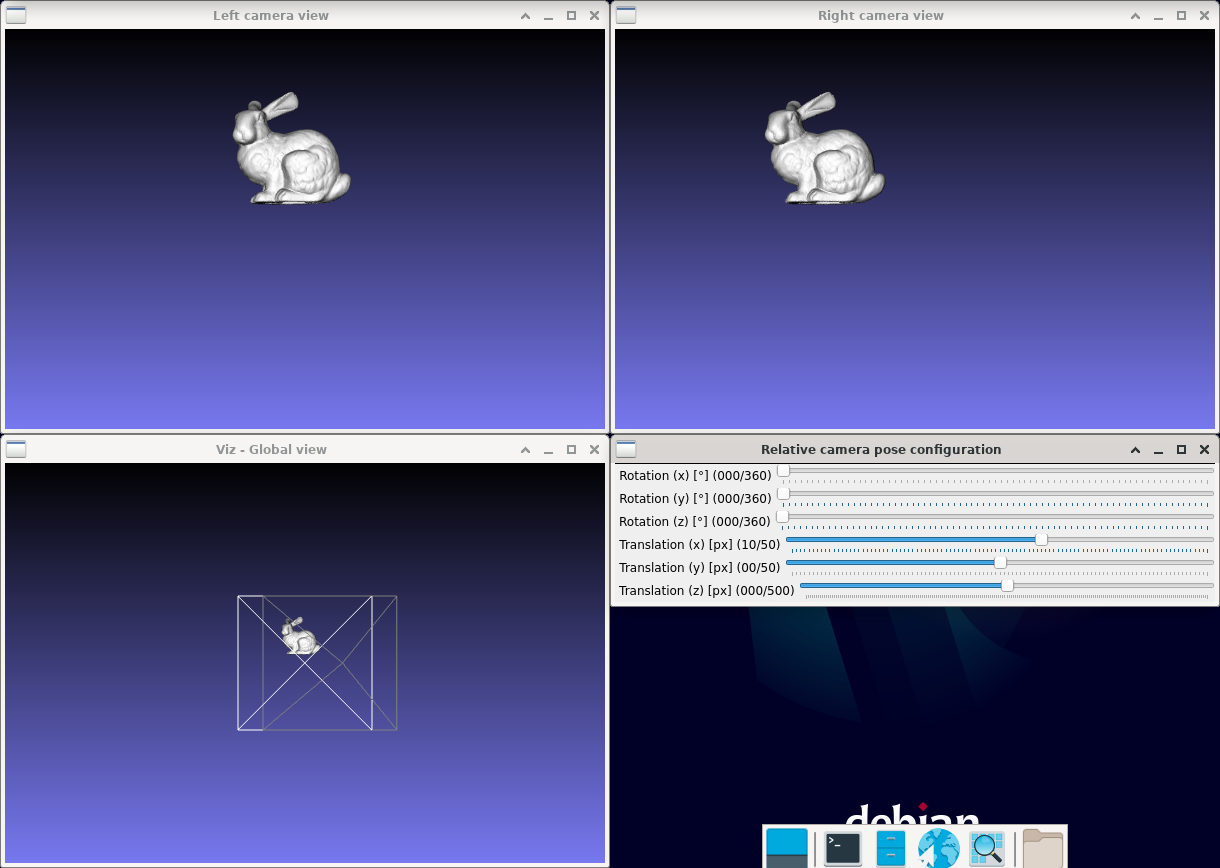 Left camera view
Right camera view
Viz - Global view
Relative camera pose configuration
Rotation (x) [°] (000/360)
Rotation (y) [°] (000/360)
Rotation (z) [°] (000/360)
Translation (x) [px] (10/50)
Translation (y) [px] (00/50)
Translation (z) [px] (000/500)
debian
>_